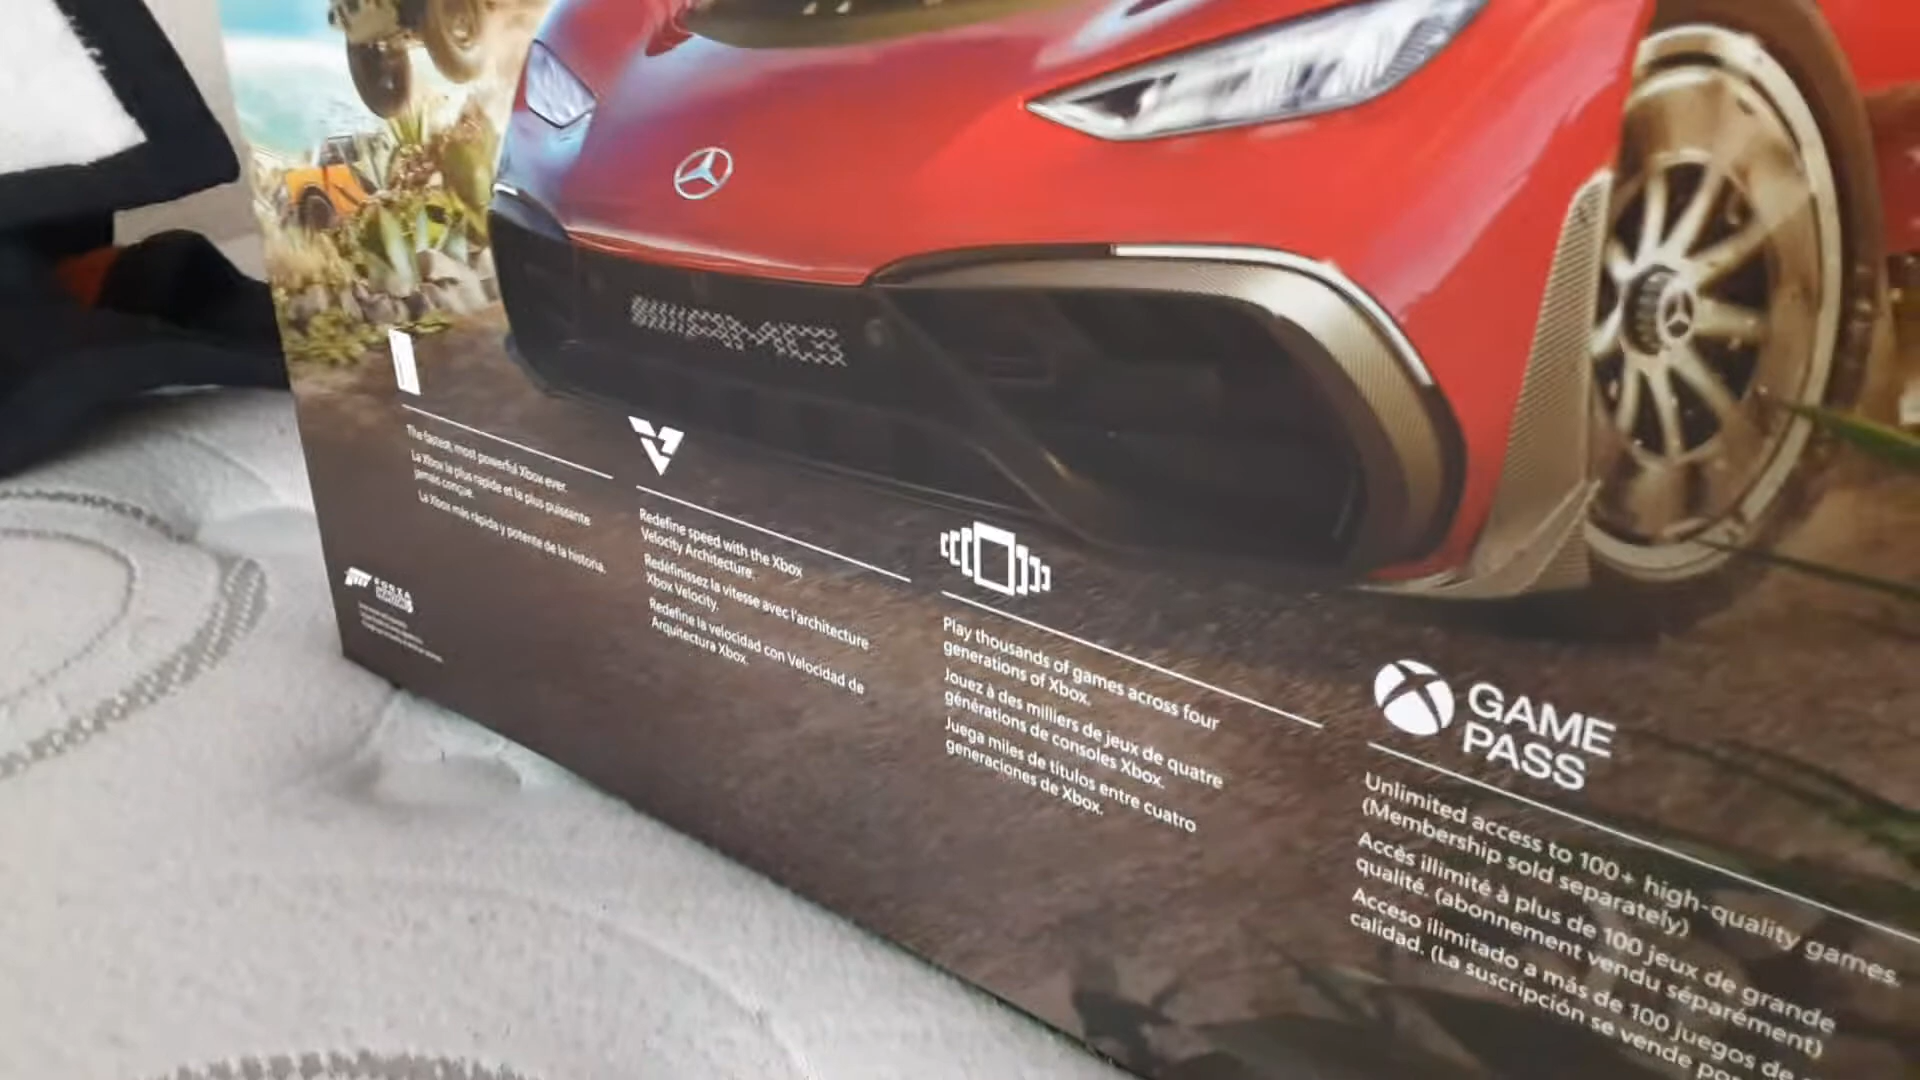 AMG
The fastest, most powerful Xbox ever.
La Xbox la plus rapide et la plus puissante
jamais conçue.
La Xbox más rápida y potente de la historia.
FORZA
Redefine speed with the Xbox
Velocity Architecture.
Redéfinissez la vitesse avec l'architecture
Xbox Velocity.
Redefine la velocidad con Velocidad de
Arquitectura Xbox.
Play thousands of games across four
generations of Xbox.
Jouez à des milliers de jeux de quatre
générations de consoles Xbox.
Juega miles de títulos entre cuatro
generaciones de Xbox.
GAME
PASS
Unlimited access to 100+ high-quality games.
(Membership sold separately)
Accès illimité à plus de 100 jeux de grande
qualité. (abonnement vendu séparément)
Acceso ilimitado a más de 100 juegos de
calidad. (La suscripción se vende por